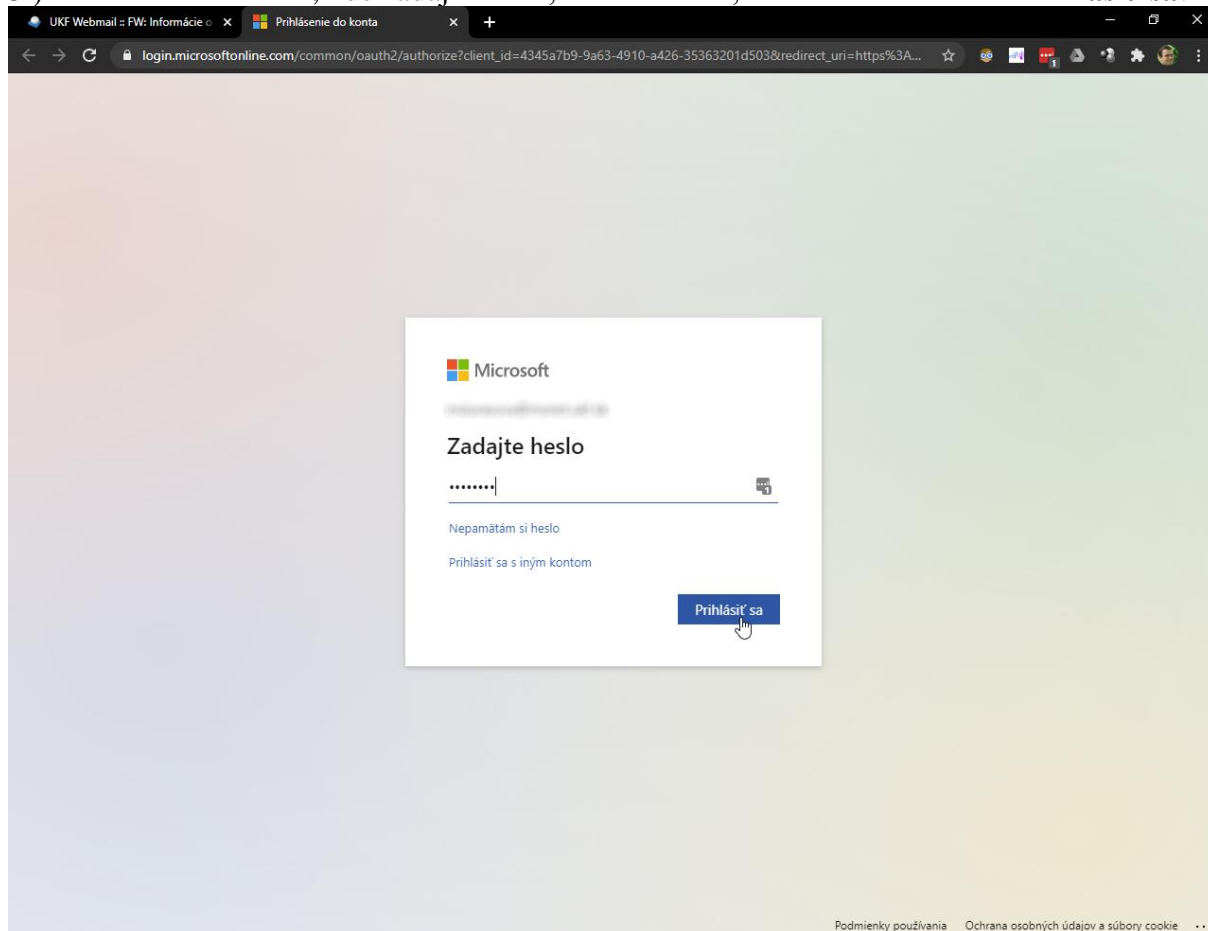 UKF Webmail :: FW: Informácie o
Prihlásenie do konta
login.microsoftonline.com/common/oauth2/authorize?client_id=4345a7b9-9a63-4910-a426-35363201d503&redirect_uri=https%3A...
Microsoft
Zadajte heslo
Nepamätám si heslo
Prihlásiť sa s iným kontom
Prihlásiť sa
Podmienky používania Ochrana osobných údajov a súbory cookie